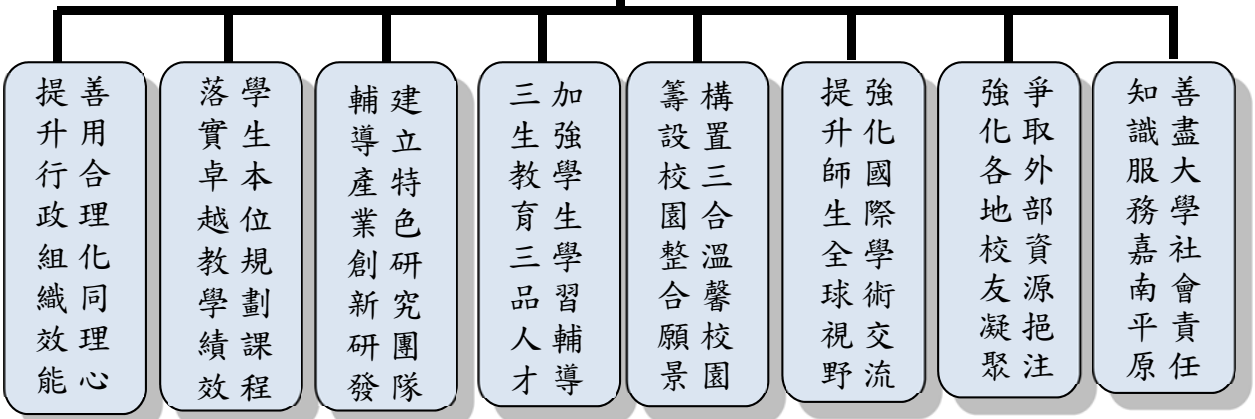 善用合理化同理心
提升行政組織效能
學生本位規劃課程
落實卓越教學績效
建立特色研究團隊
輔導產業創新研發
加強學生學習輔導
三生教育三品人才
構置三合溫馨校園
籌設校園整合願景
強化國際學術交流
提升師生全球視野
爭取外部資源挹注
強化各地校友凝聚
善盡大學社會責任
知識服務嘉南平原